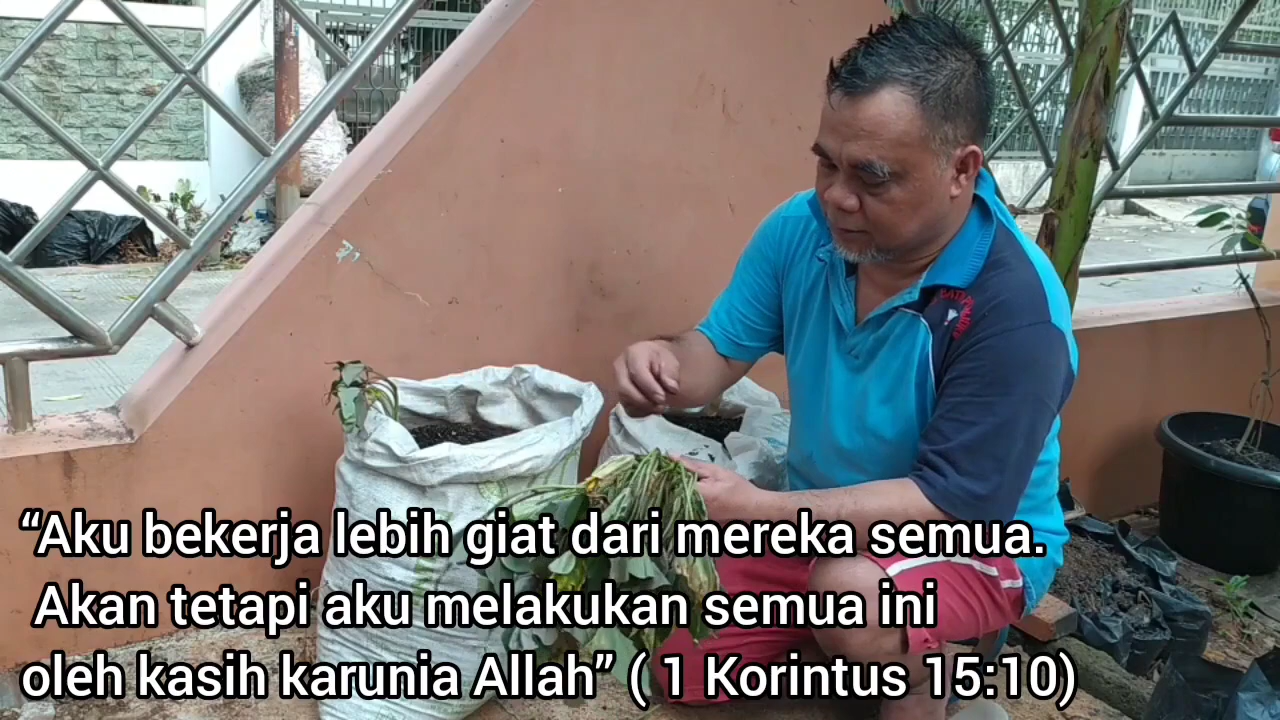 “Aku bekerja lebih giat dari mereka semua.
Akan tetapi aku melakukan semua ini
oleh kasih karunia Allah” ( 1 Korintus 15:10)